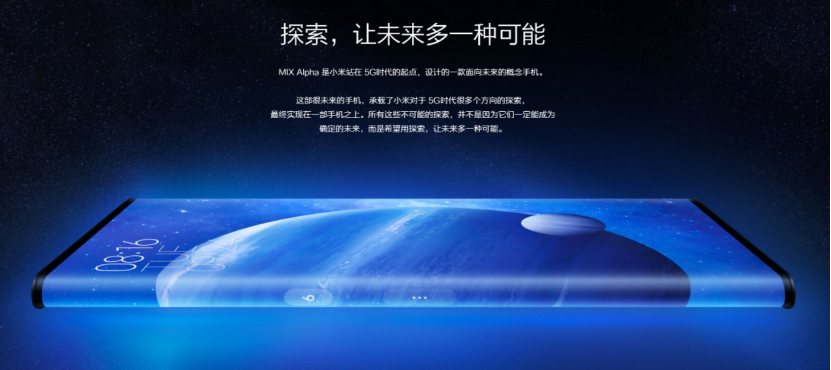 探索，让未来多一种可能
MIX Alpha 是小米站在 5G时代的起点，设计的一款面向未来的概念手机。
这部很未来的手机，承载了小米对于 5G时代很多个方向的探索，
最终实现在一部手机之上。所有这些不可能的探索，并不是因为它们一定能成为
确定的未来，而是希望用探索，让未来多一种可能。
08:16
TUE
6